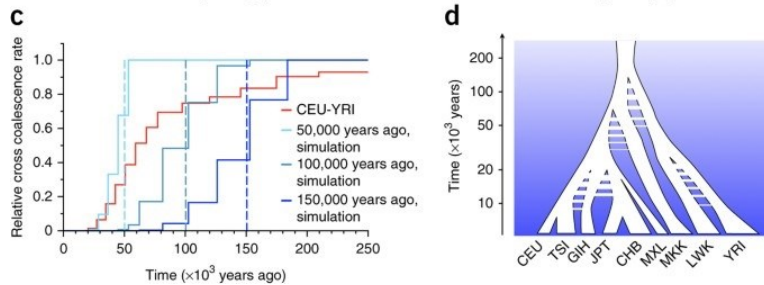 c
Relative cross coalescence rate
1.0
0.8
0.6
0.4
0.2
0
0 50 100 150 200 250
Time (×10³ years ago)
CEU-YRI
50,000 years ago,
simulation
100,000 years ago,
simulation
150,000 years ago,
simulation
d
Time (×10³ years)
200
100
50
20
10
CEU TSI GIH JPT CHB MXL MKK LWK YRI